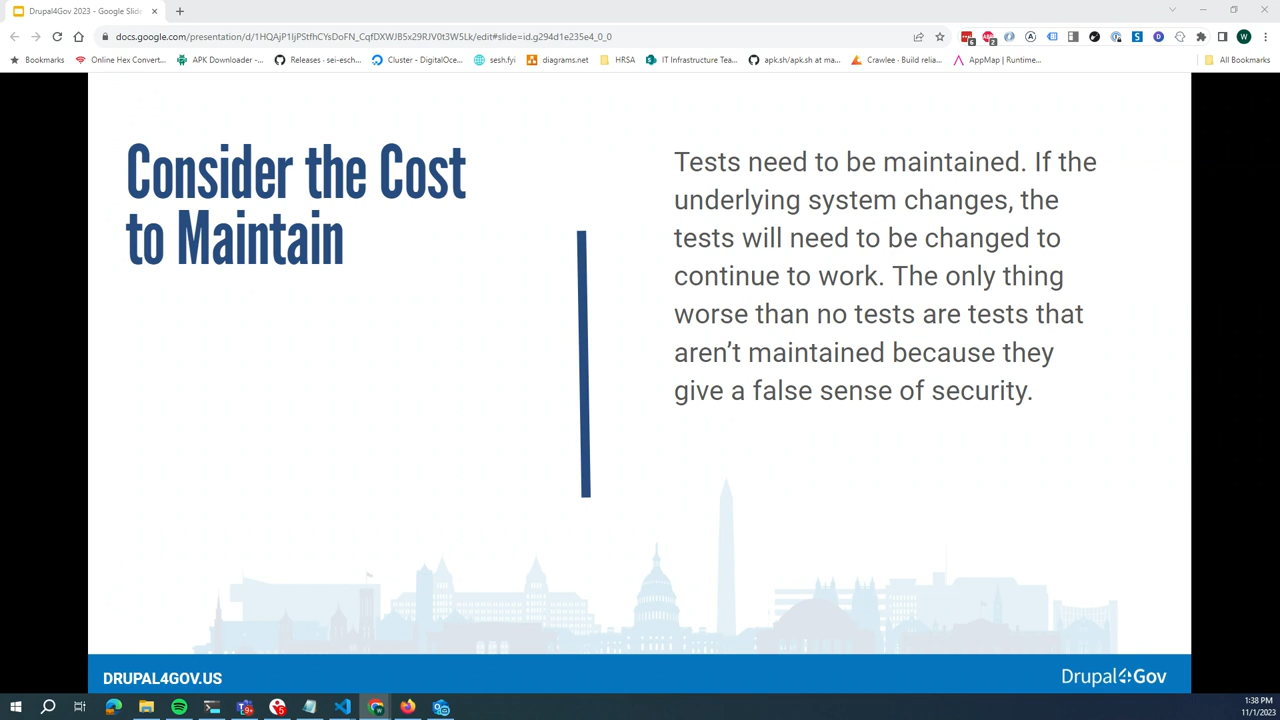 Drupal4Gov 2023 - Google Slide
docs.google.com/presentation/d/1HQAjP1IjPStfhCYsDoFN_CqfDXWJB5x29RJV0t3W5Lk/edit#slide=id.g294d1e235e4_0_0
6
2
W
Bookmarks
Online Hex Convert...
APK Downloader -...
Releases · sei-esch...
Cluster - DigitalOce...
sesh.fyi
diagrams.net
HRSA
IT Infrastructure Tea...
apk.sh/apk.sh at ma...
Crawlee · Build relia...
AppMap | Runtime...
All Bookmarks
Consider the Cost
to Maintain
Tests need to be maintained. If the
underlying system changes, the
tests will need to be changed to
continue to work. The only thing
worse than no tests are tests that
aren’t maintained because they
give a false sense of security.
DRUPAL4GOV.US
Drupal4Gov
1:38 PM
11/1/2023